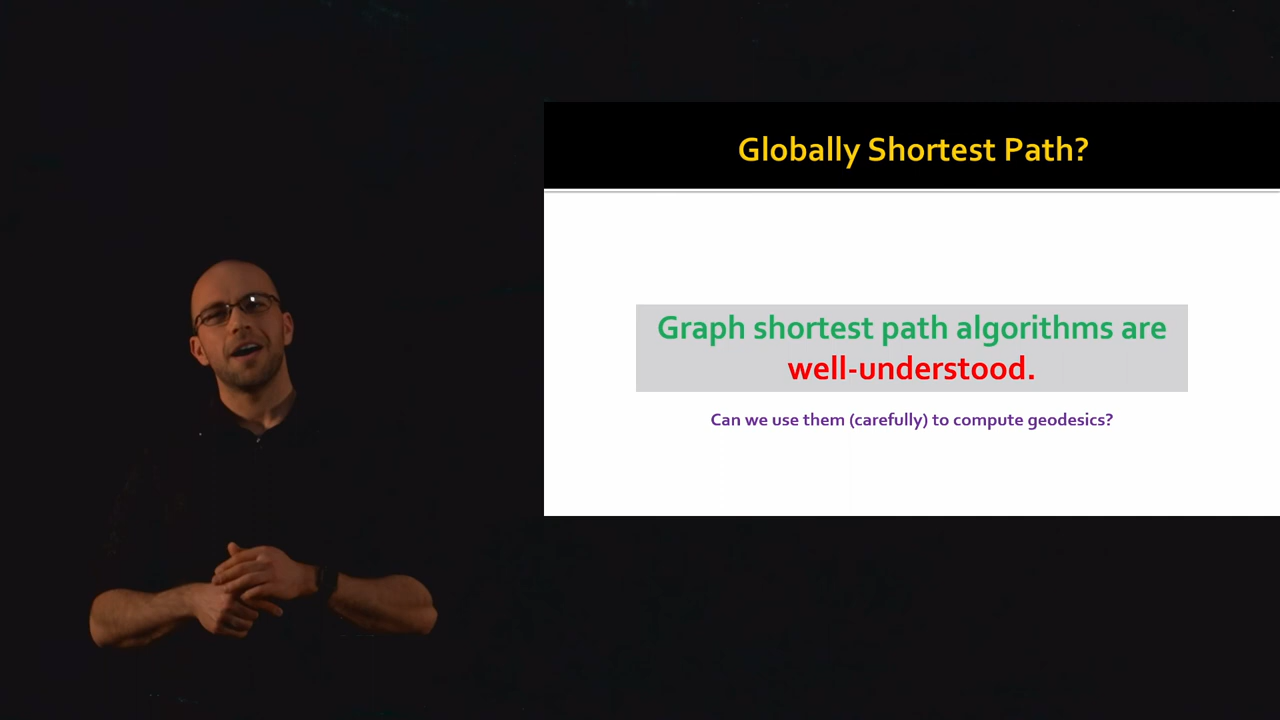 Globally Shortest Path?
Graph shortest path algorithms are
well-understood.
Can we use them (carefully) to compute geodesics?